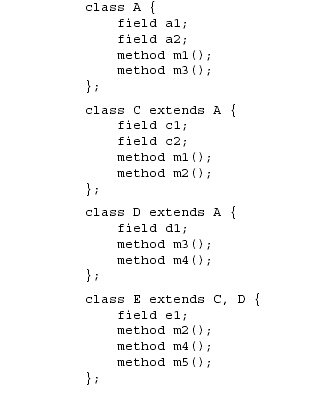 class A {
    field a1;
    field a2;
    method m1();
    method m3();
};
class C extends A {
    field c1;
    field c2;
    method m1();
    method m2();
};
class D extends A {
    field d1;
    method m3();
    method m4();
};
class E extends C, D {
    field e1;
    method m2();
    method m4();
    method m5();
};